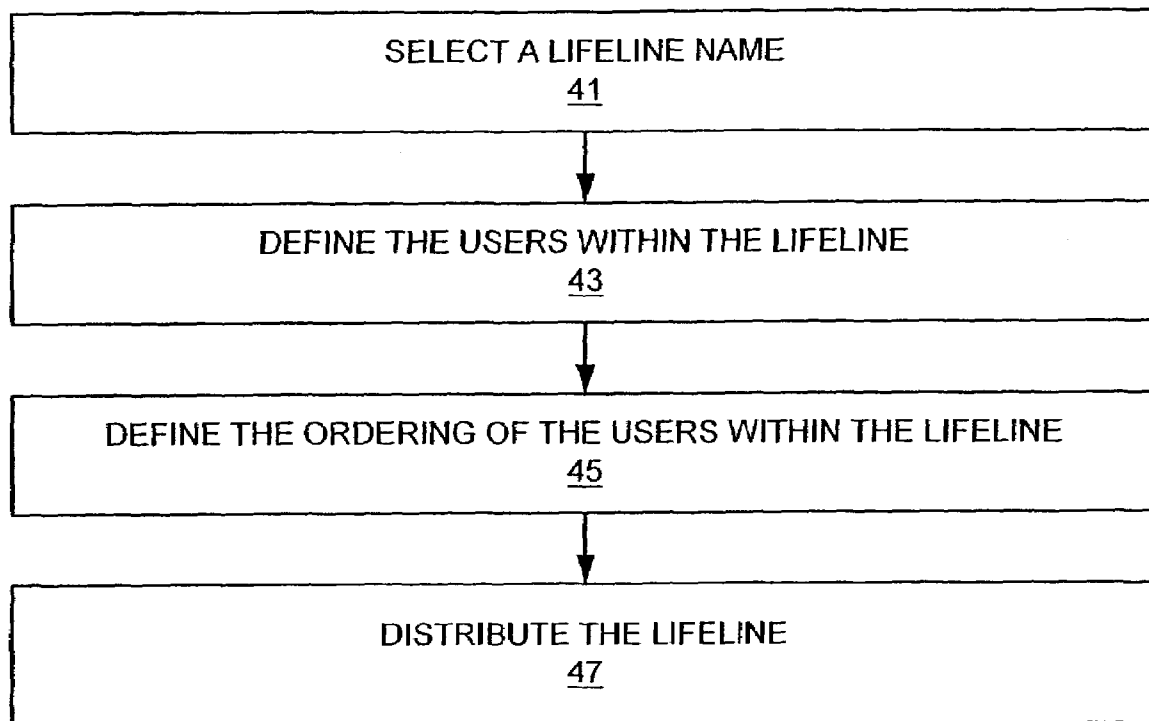 SELECT A LIFELINE NAME
41
DEFINE THE USERS WITHIN THE LIFELINE
43
DEFINE THE ORDERING OF THE USERS WITHIN THE LIFELINE
45
DISTRIBUTE THE LIFELINE
47